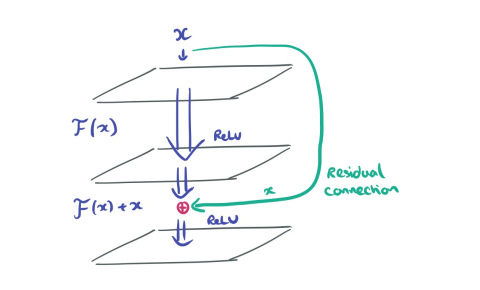 x
F(x)
ReLU
Residual
connection
x
F(x) + x
ReLU